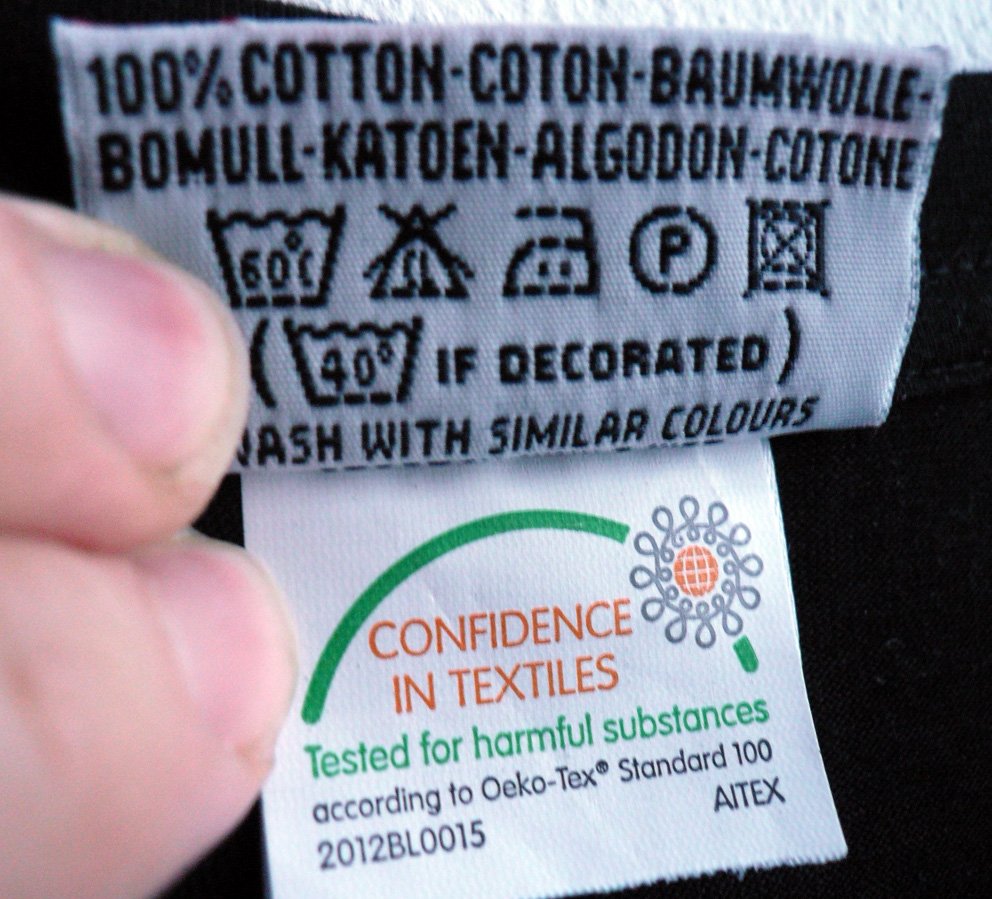 100% COTTON-COTON-BAUMWOLLE-
BOMULL-KATOEN-ALGODON-COTONE
60°C CL P
(40° IF DECORATED)
WASH WITH SIMILAR COLOURS
CONFIDENCE
IN TEXTILES
Tested for harmful substances
according to Oeko-Tex® Standard 100
AITEX
2012BL0015